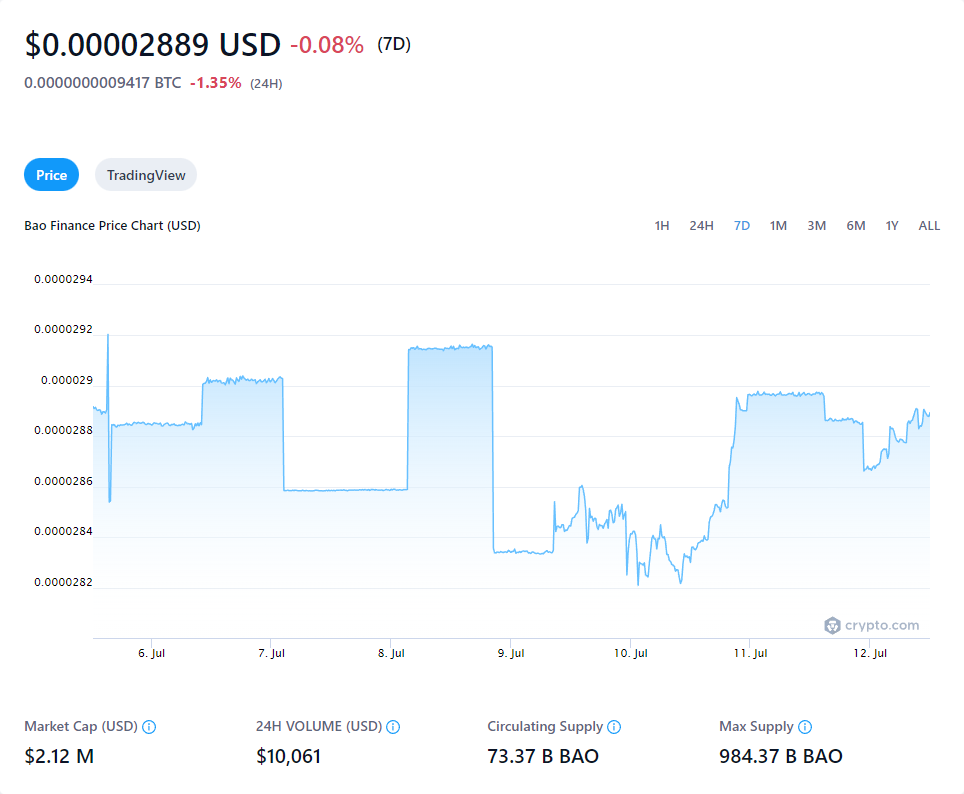 $0.00002889 USD -0.08% (7D)
0.0000000009417 BTC -1.35% (24H)
Price TradingView
Bao Finance Price Chart (USD)
1H 24H 7D 1M 3M 6M 1Y ALL
0.0000294
0.0000292
0.000029
0.0000288
0.0000286
0.0000284
0.0000282
crypto.com
6. Jul 7. Jul 8. Jul 9. Jul 10. Jul 11. Jul 12. Jul
Market Cap (USD) 24H VOLUME (USD) Circulating Supply Max Supply
$2.12 M $10,061 73.37 B BAO 984.37 B BAO